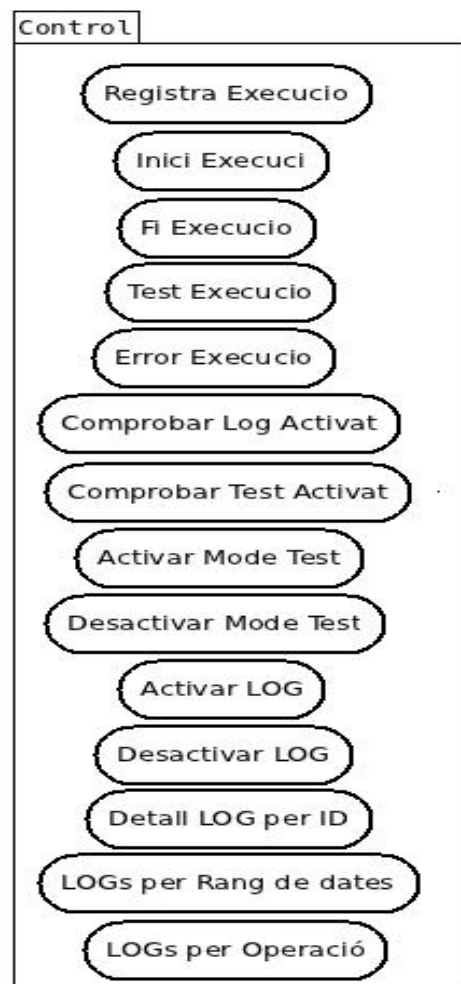 Control
Registra Execucio
Inici Execuci
Fi Execucio
Test Execucio
Error Execucio
Comprobar Log Activat
Comprobar Test Activat
Activar Mode Test
Desactivar Mode Test
Activar LOG
Desactivar LOG
Detall LOG per ID
LOGs per Rang de dates
LOGs per Operació